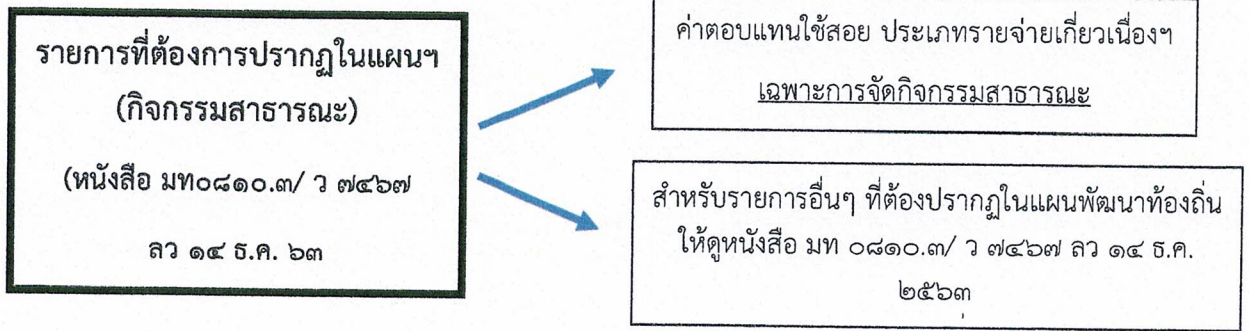 รายการที่ต้องการปรากฏในแผนฯ
(กิจกรรมสาธารณะ)
(หนังสือ มท๐๘๑๐.๓/ ว ๗๔๖๗
ลว ๑๔ ธ.ค. ๖๓
ค่าตอบแทนใช้สอย ประเภทรายจ่ายเกี่ยวเนื่องฯ
เฉพาะการจัดกิจกรรมสาธารณะ
สำหรับรายการอื่นๆ ที่ต้องปรากฏในแผนพัฒนาท้องถิ่น
ให้ดูหนังสือ มท ๐๘๑๐.๓/ ว ๗๔๖๗ ลว ๑๔ ธ.ค.
๒๕๖๓